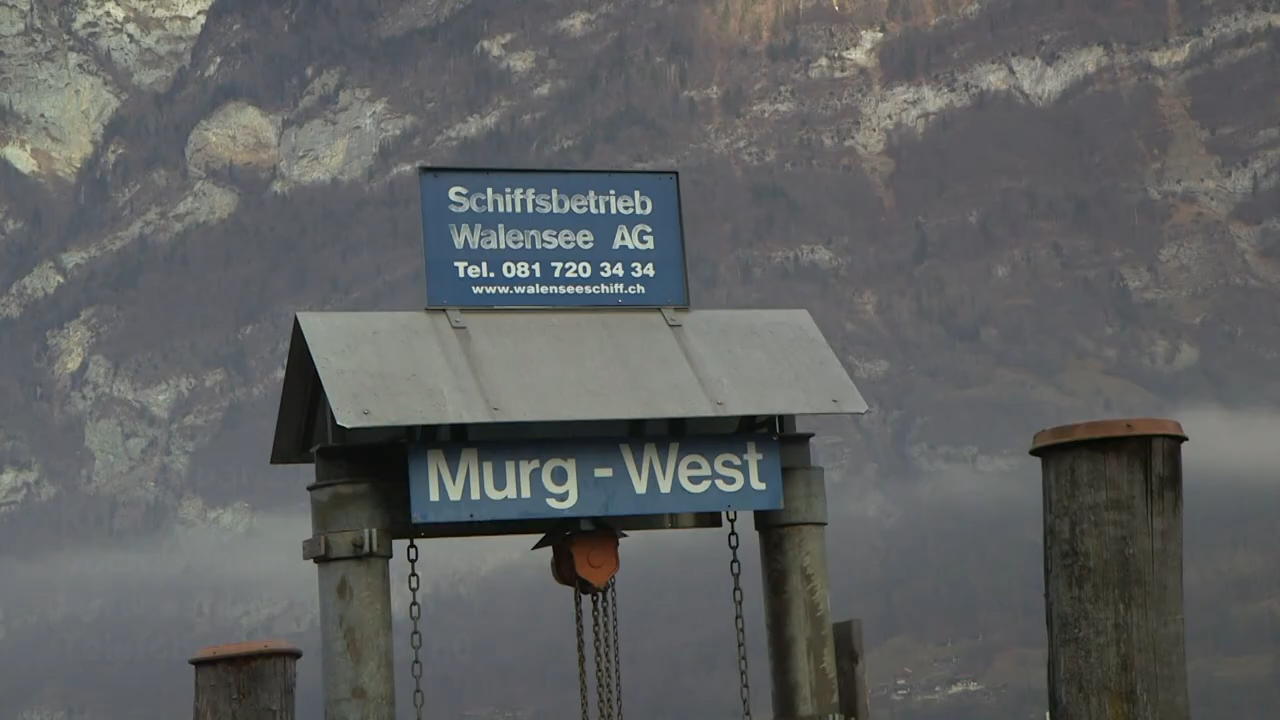 Schiffsbetrieb
Walensee AG
Tel. 081 720 34 34
www.walenseeschiff.ch
Murg - West